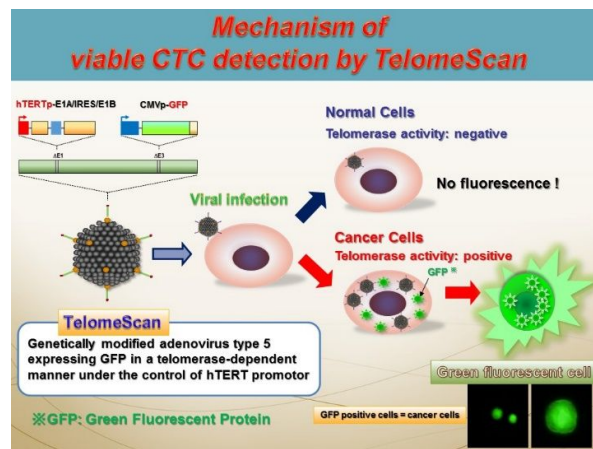 Mechanism of
viable CTC detection by TelomeScan
hTERTp-E1A/IRES/E1B
CMVp-GFP
ΔE1
ΔE3
Normal Cells
Telomerase activity: negative
No fluorescence !
Viral infection
Cancer Cells
Telomerase activity: positive
GFP ※
TelomeScan
Genetically modified adenovirus type 5
expressing GFP in a telomerase-dependent
manner under the control of hTERT promotor
Green fluorescent cell
※GFP: Green Fluorescent Protein
GFP positive cells = cancer cells